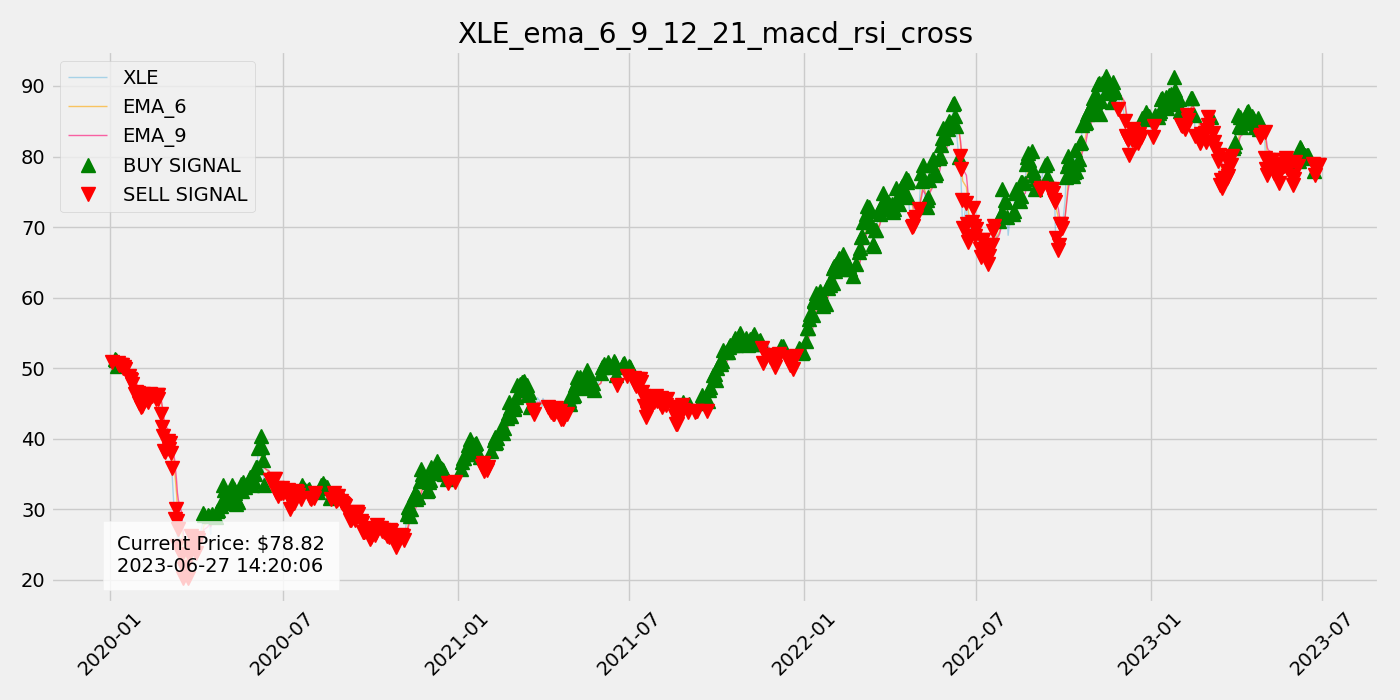 XLE_ema_6_9_12_21_macd_rsi_cross
XLE
EMA_6
EMA_9
BUY SIGNAL
SELL SIGNAL
90
80
70
60
50
40
30
20
Current Price: $78.82
2023-06-27 14:20:06
2020-01
2020-07
2021-01
2021-07
2022-01
2022-07
2023-01
2023-07